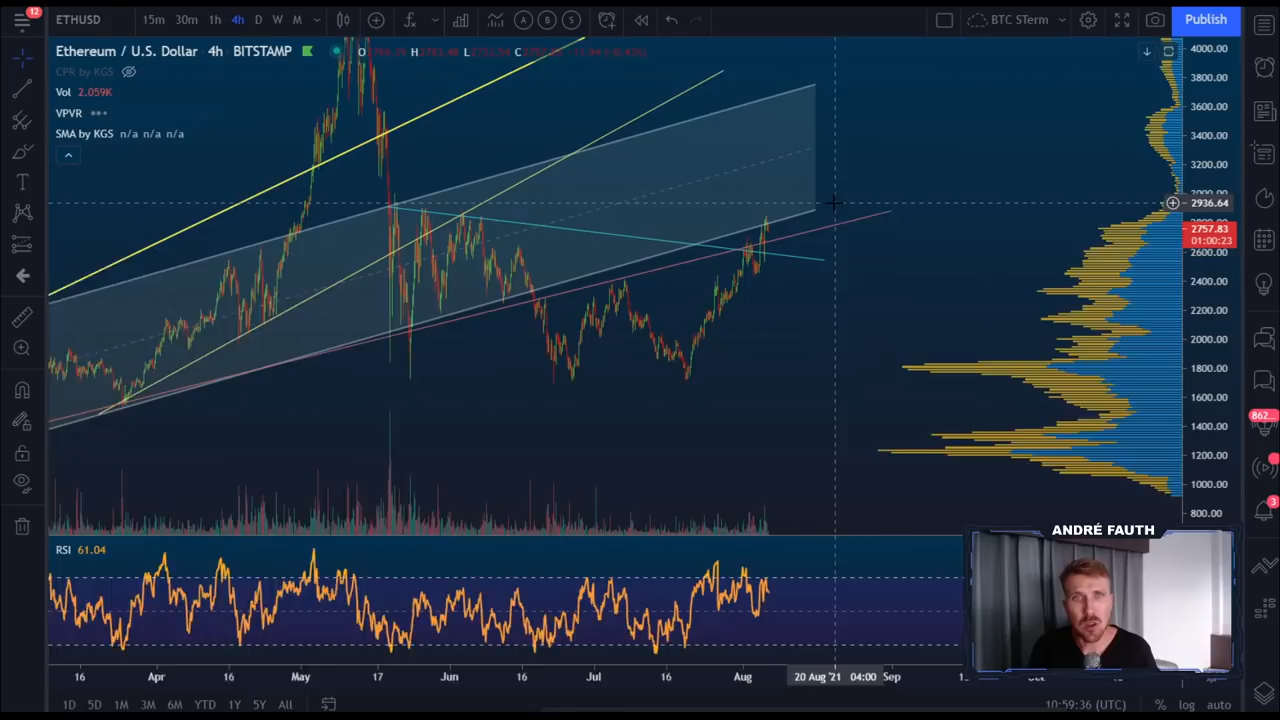 12
ETHUSD 15m 30m 1h 4h D W M BTC STerm Publish
Ethereum / U.S. Dollar 4h BITSTAMP O H L C
CPR by KGS
Vol 2.059K
VPVR
SMA by KGS n/a n/a n/a
4000.00
3800.00
3600.00
3400.00
3200.00
2936.64
2757.83
01:00:23
2600.00
2400.00
2200.00
2000.00
1800.00
1600.00
1400.00
1200.00
1000.00
800.00
862...
3
RSI 61.04
ANDRÉ FAUTH
16 Apr 16 May 17 Jun 16 Jul 16 Aug 20 Aug '21 04:00 Sep
1D 5D 1M 3M 6M YTD 1Y 5Y All 10:59:36 (UTC) % log auto